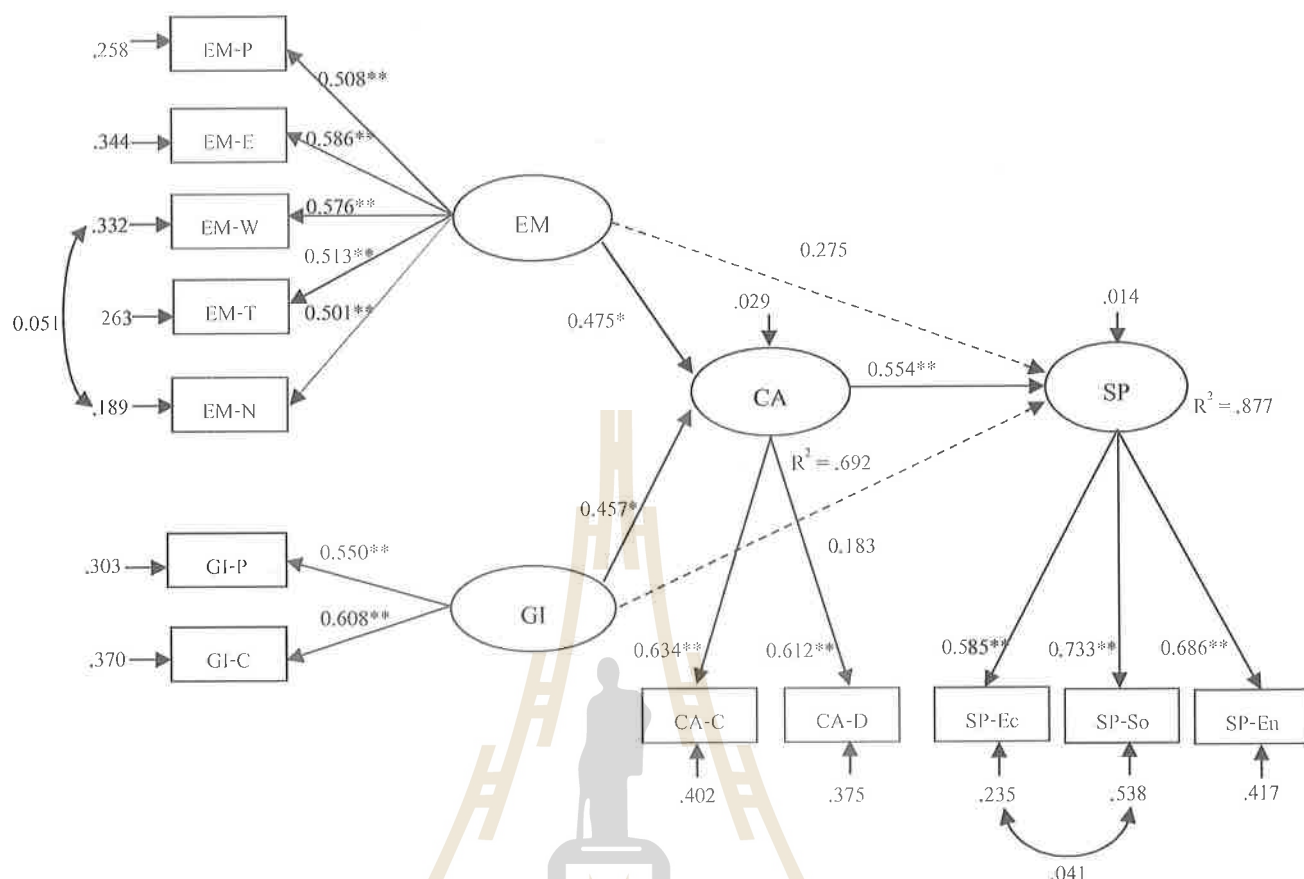 .258
EM-P
0.508**
.344
EM-E
0.586**
.332
EM-W
0.576**
0.513**
.263
EM-T
0.501**
0.051
.189
EM-N
EM
0.275
0.475*
.029
.014
CA
0.554**
SP
R² = .877
R² = .692
0.457*
0.183
.303
GI-P
0.550**
GI
.370
GI-C
0.608**
0.634**
0.612**
0.585**
0.733**
0.686**
CA-C
CA-D
SP-Ec
SP-So
SP-En
.402
.375
.235
.538
.417
.041